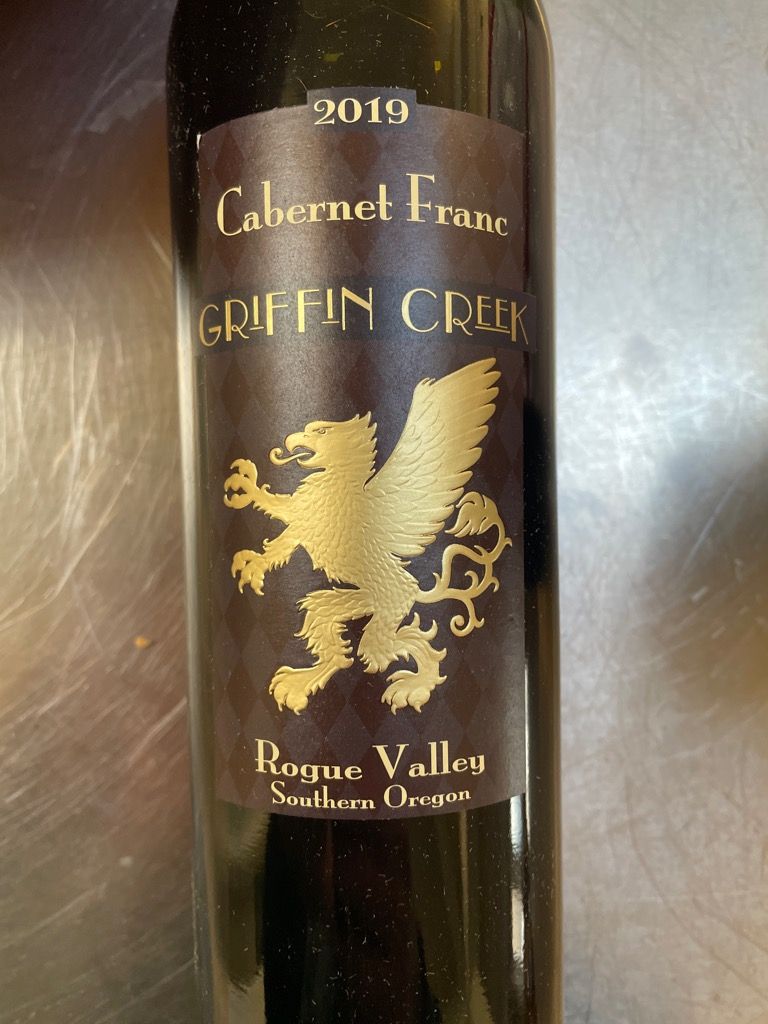 2019
Cabernet Franc
GRIFFIN CREEK
Rogue Valley
Southern Oregon